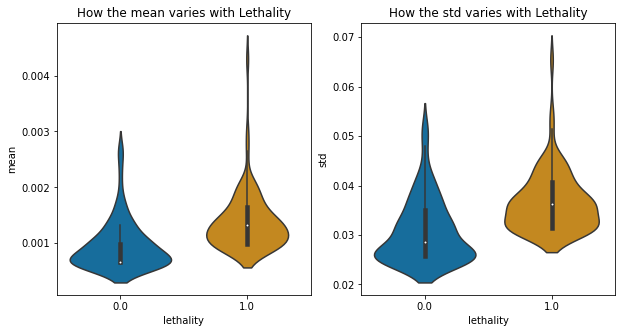 How the mean varies with Lethality
mean
0.004
0.003
0.002
0.001
0.0 1.0
lethality
How the std varies with Lethality
std
0.07
0.06
0.05
0.04
0.03
0.02
0.0 1.0
lethality